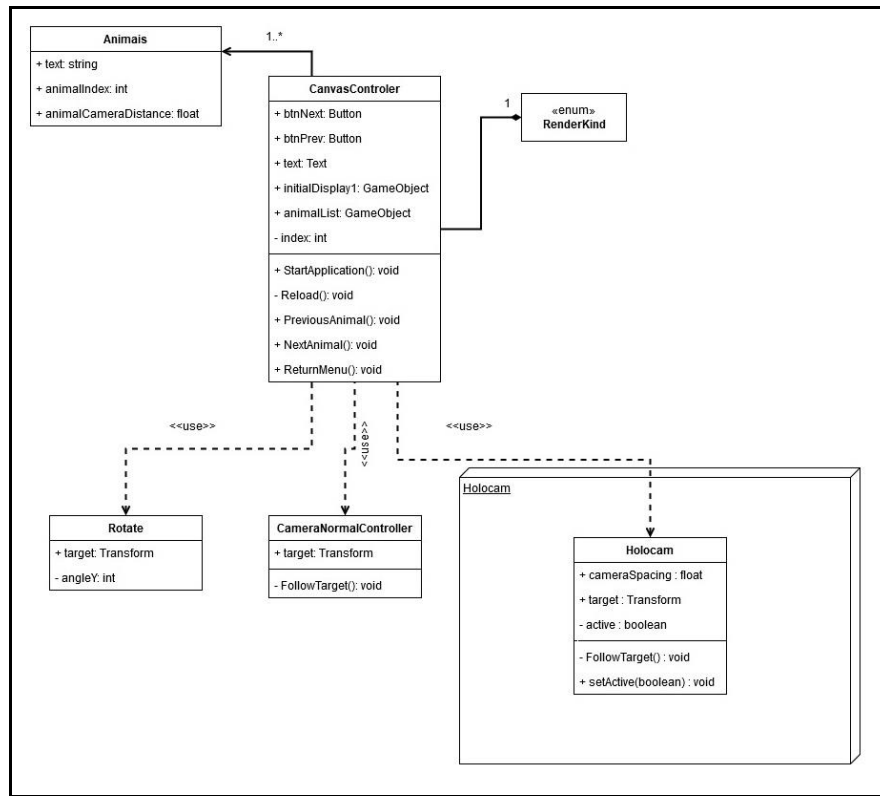 Animais
+ text: string
+ animalIndex: int
+ animalCameraDistance: float
1..*
CanvasControler
+ btnNext: Button
+ btnPrev: Button
+ text: Text
+ initialDisplay1: GameObject
+ animalList: GameObject
- index: int
+ StartApplication(): void
- Reload(): void
+ PreviousAnimal(): void
+ NextAnimal(): void
+ ReturnMenu(): void
1
«enum»
RenderKind
<<use>>
<<use>>
<<use>>
Rotate
+ target: Transform
- angleY: int
CameraNormalController
+ target: Transform
- FollowTarget(): void
Holocam
Holocam
+ cameraSpacing : float
+ target : Transform
- active : boolean
- FollowTarget() : void
+ setActive(boolean) : void